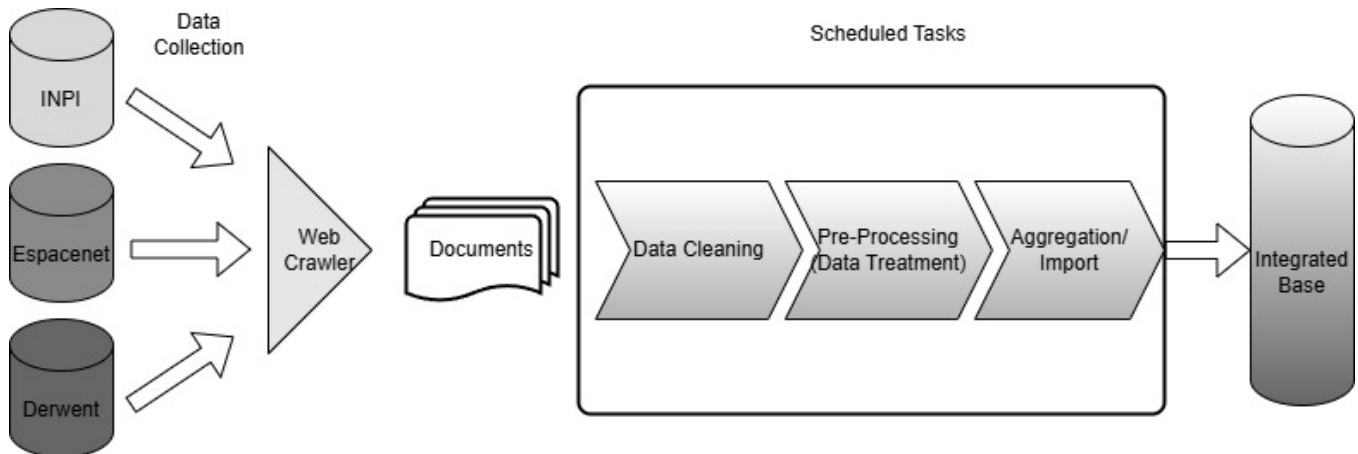 Data
Collection
Scheduled Tasks
INPI
Espacenet
Derwent
Web
Crawler
Documents
Data Cleaning
Pre-Processing
(Data Treatment)
Aggregation/
Import
Integrated
Base